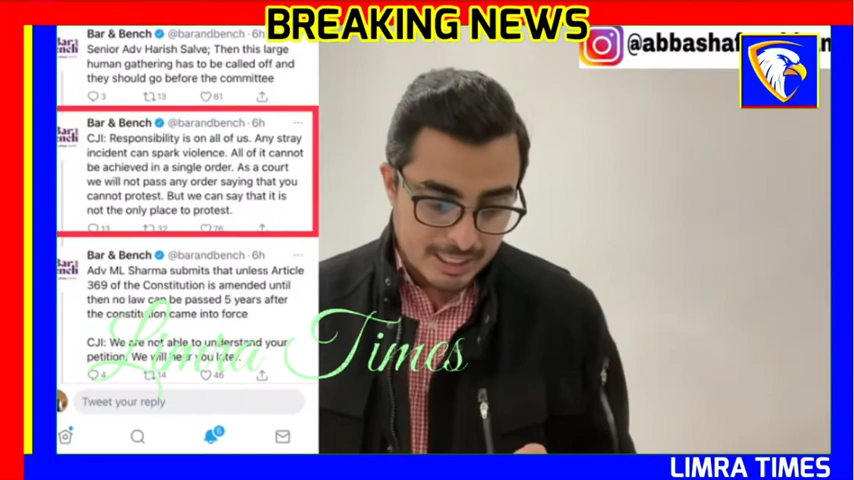 BREAKING NEWS
Bar & Bench @barandbench · 6h
Senior Adv Harish Salve; Then this large
human gathering has to be called off and
they should go before the committee
3 13 61
Bar & Bench @barandbench · 6h
CJI: Responsibility is on all of us. Any stray
incident can spark violence. All of it cannot
be achieved in a single order. As a court
we will not pass any order saying that you
cannot protest. But we can say that it is
not the only place to protest.
13 32 76
Bar & Bench @barandbench · 6h
Adv ML Sharma submits that unless Article
369 of the Constitution is amended until
then no law can be passed 5 years after
the constitution came into force
CJI: We are not able to understand your
petition. We will hear you later.
4 14 46
Tweet your reply
6
Limra Times
LIMRA TIMES